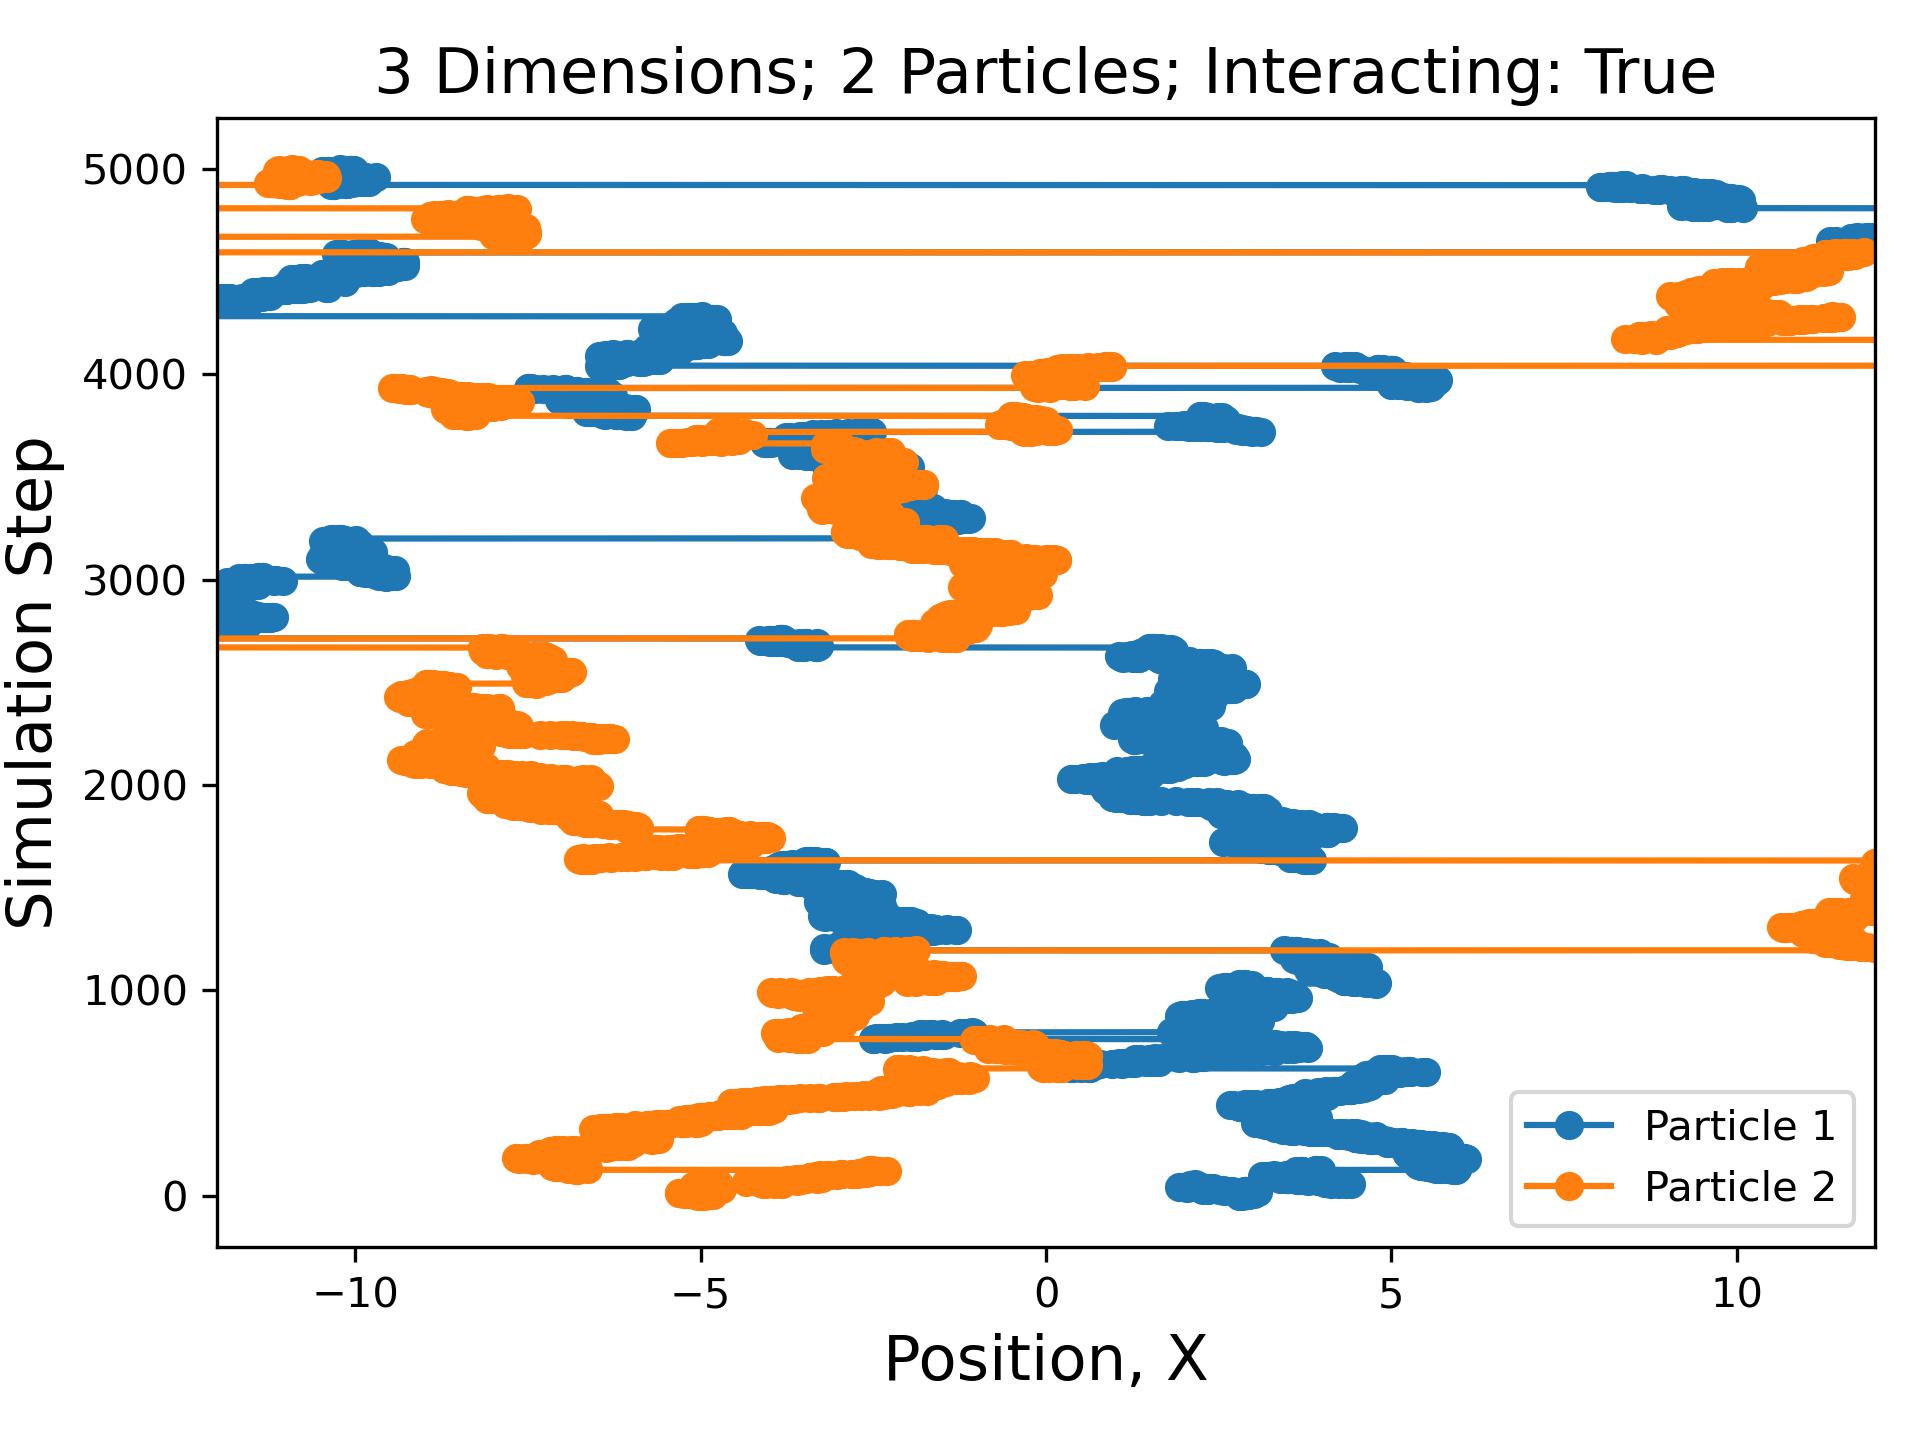 3 Dimensions; 2 Particles; Interacting: True
Simulation Step
5000
4000
3000
2000
1000
0
Particle 1
Particle 2
−10
−5
0
5
10
Position, X